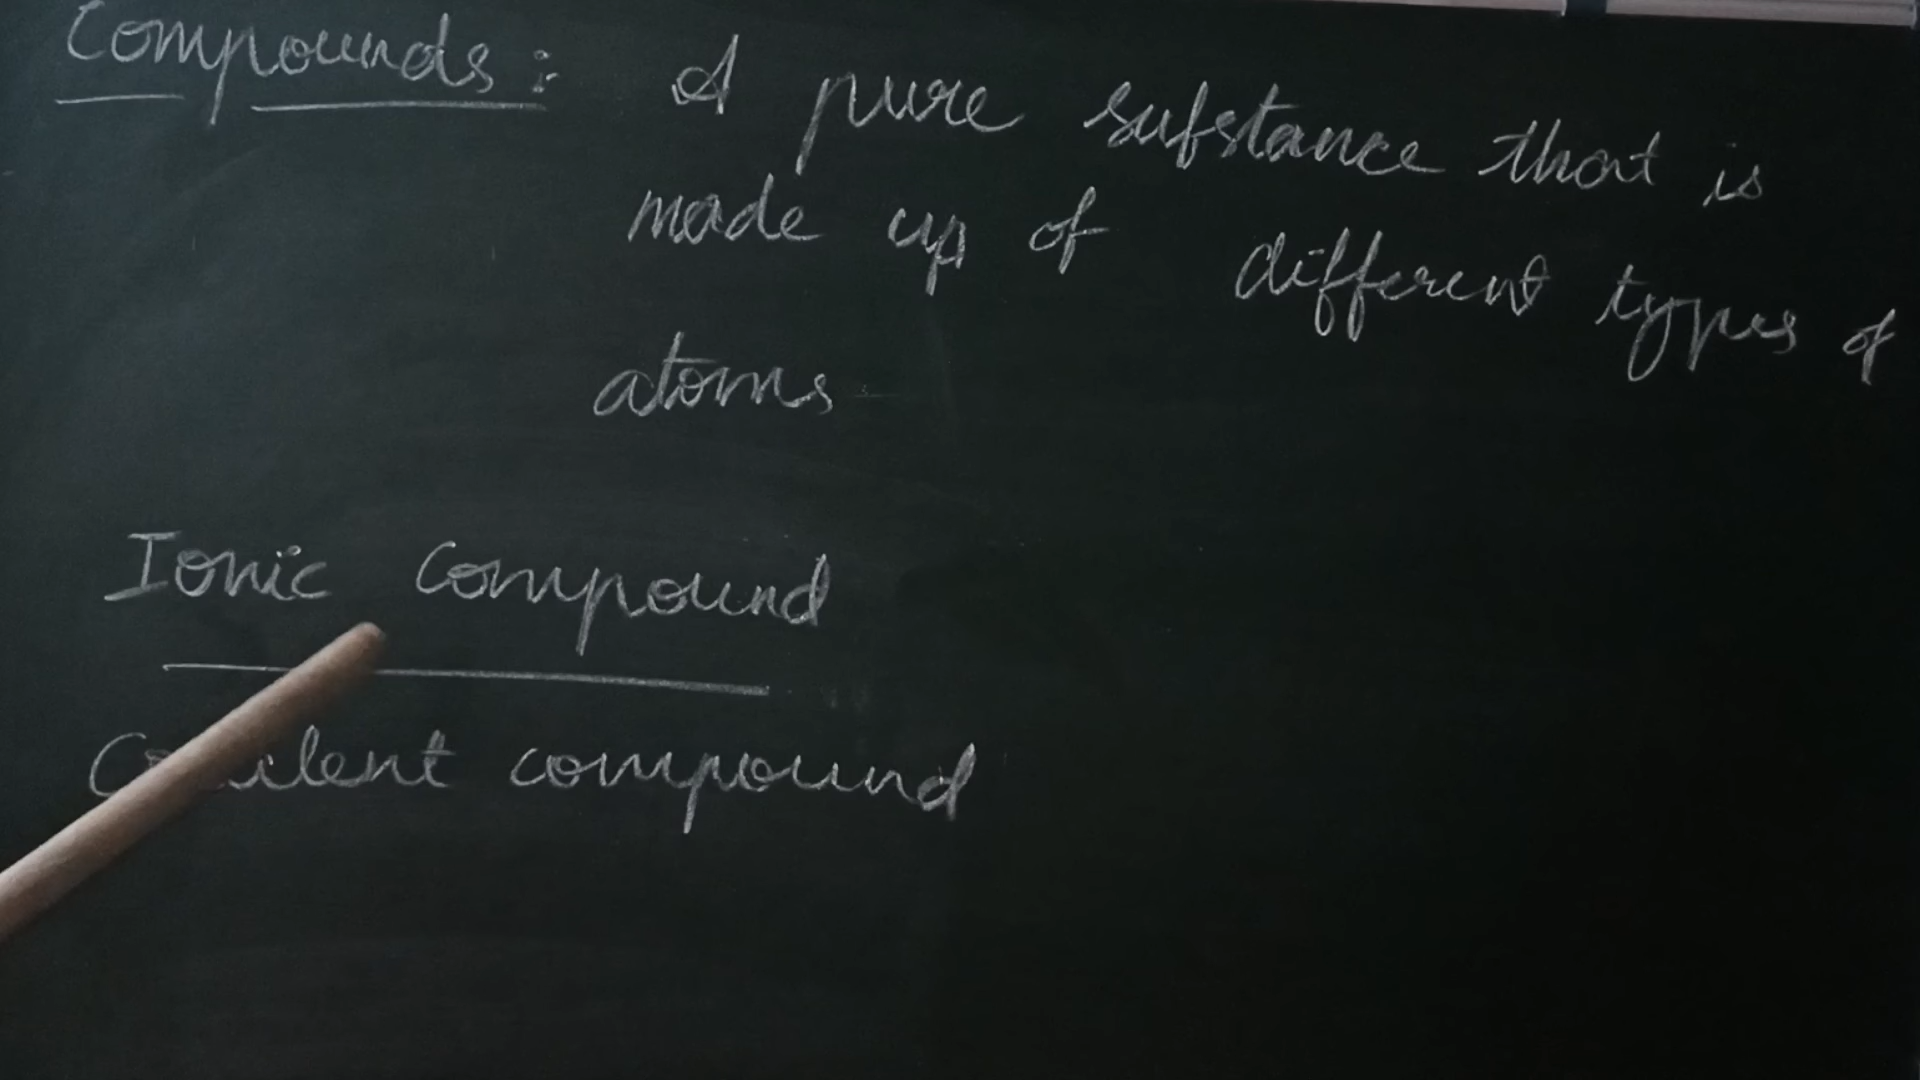 Compounds : A pure substance that is
made up of different types of
atoms
Ionic Compound
compound